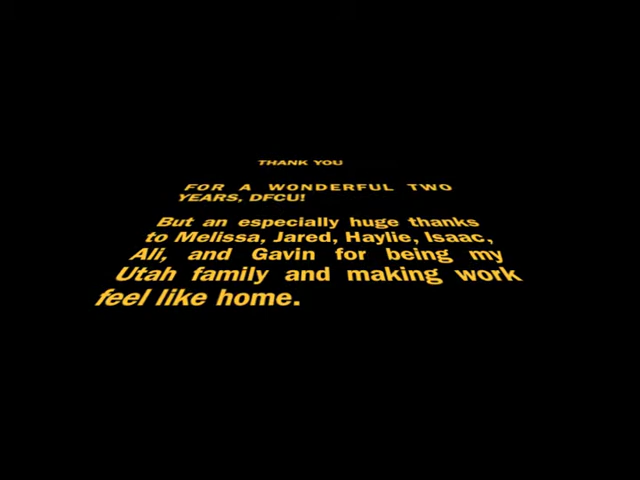 THANK YOU
FOR A WONDERFUL TWO
YEARS, DFCU!
But an especially huge thanks
to Melissa, Jared, Haylie, Isaac,
Ali, and Gavin for being my
Utah family and making work
feel like home.